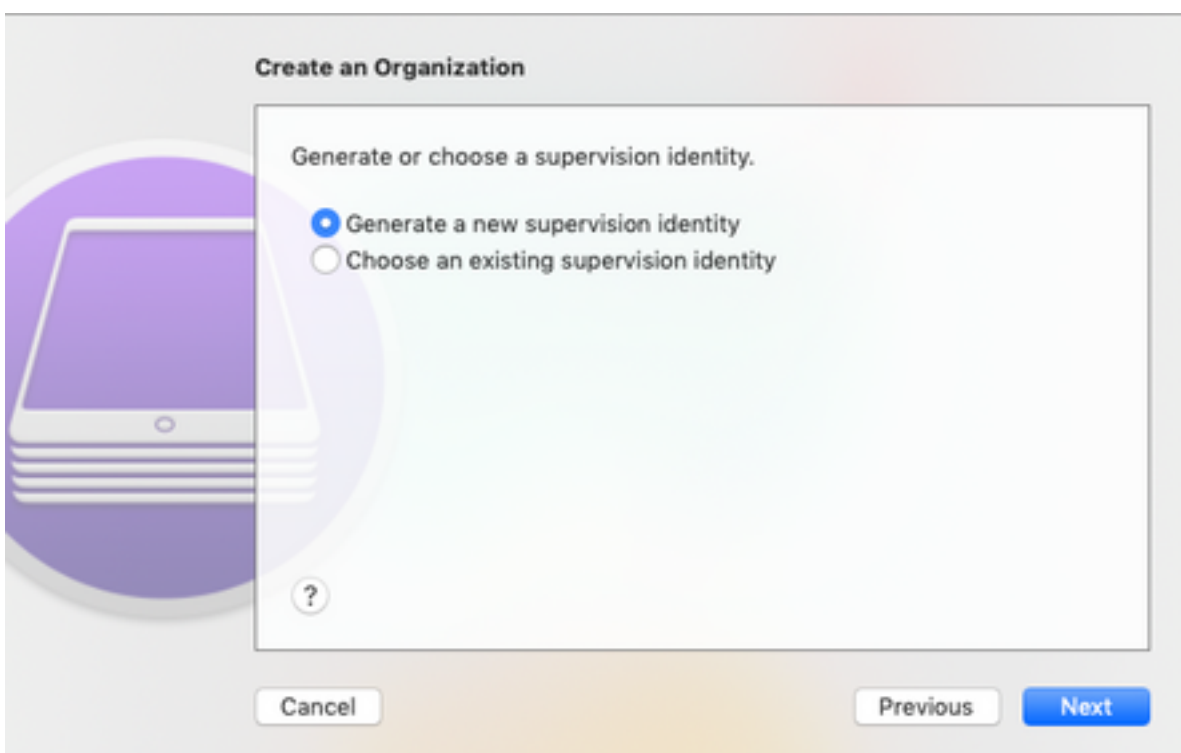 Create an Organization
Generate or choose a supervision identity.
Generate a new supervision identity
Choose an existing supervision identity
?
Cancel
Previous
Next